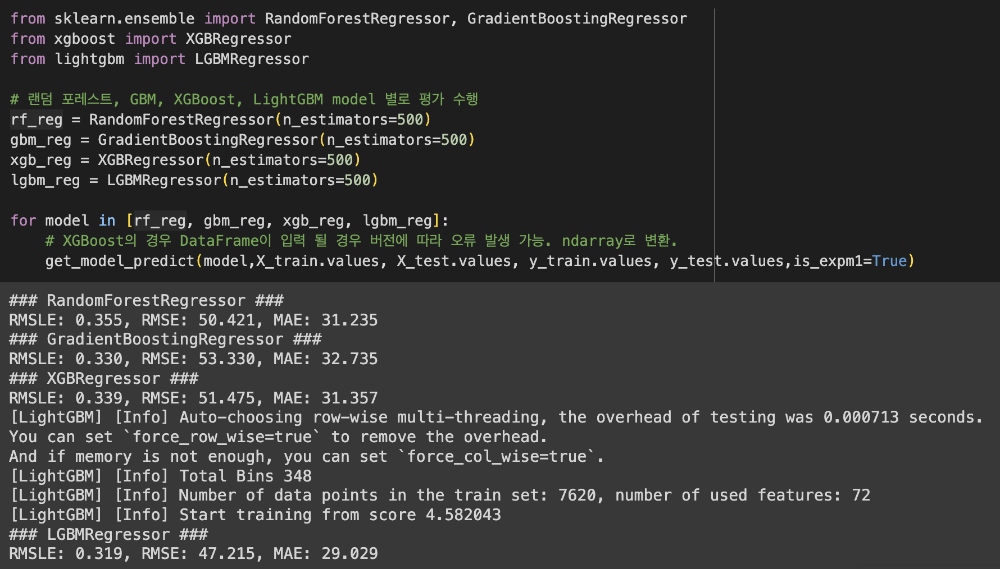 from sklearn.ensemble import RandomForestRegressor, GradientBoostingRegressor
from xgboost import XGBRegressor
from lightgbm import LGBMRegressor
# 랜덤 포레스트, GBM, XGBoost, LightGBM model 별로 평가 수행
rf_reg = RandomForestRegressor(n_estimators=500)
gbm_reg = GradientBoostingRegressor(n_estimators=500)
xgb_reg = XGBRegressor(n_estimators=500)
lgbm_reg = LGBMRegressor(n_estimators=500)
for model in [rf_reg, gbm_reg, xgb_reg, lgbm_reg]:
    # XGBoost의 경우 DataFrame이 입력 될 경우 버전에 따라 오류 발생 가능. ndarray로 변환.
    get_model_predict(model,X_train.values, X_test.values, y_train.values, y_test.values,is_expm1=True)
### RandomForestRegressor ###
RMSLE: 0.355, RMSE: 50.421, MAE: 31.235
### GradientBoostingRegressor ###
RMSLE: 0.330, RMSE: 53.330, MAE: 32.735
### XGBRegressor ###
RMSLE: 0.339, RMSE: 51.475, MAE: 31.357
[LightGBM] [Info] Auto-choosing row-wise multi-threading, the overhead of testing was 0.000713 seconds.
You can set `force_row_wise=true` to remove the overhead.
And if memory is not enough, you can set `force_col_wise=true`.
[LightGBM] [Info] Total Bins 348
[LightGBM] [Info] Number of data points in the train set: 7620, number of used features: 72
[LightGBM] [Info] Start training from score 4.582043
### LGBMRegressor ###
RMSLE: 0.319, RMSE: 47.215, MAE: 29.029